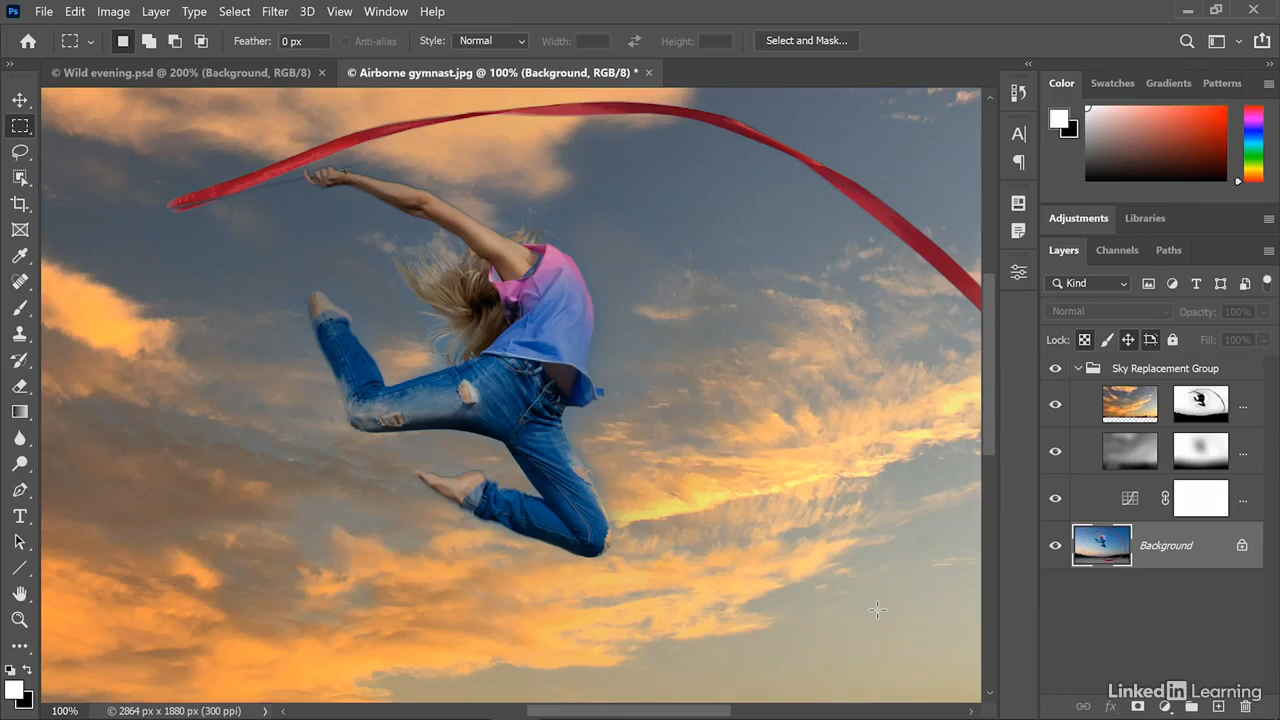 Ps File Edit Image Layer Type Select Filter 3D View Window Help
Feather: 0 px Anti-alias Style: Normal Width: Height: Select and Mask...
© Wild evening.psd @ 200% (Background, RGB/8) × © Airborne gymnast.jpg @ 100% (Background, RGB/8) * ×
Color Swatches Gradients Patterns
Adjustments Libraries
Layers Channels Paths
Kind
Normal Opacity: 100%
Lock: Fill: 100%
Sky Replacement Group
...
...
...
Background
LinkedIn Learning
100% © 2864 px x 1880 px (300 ppi)